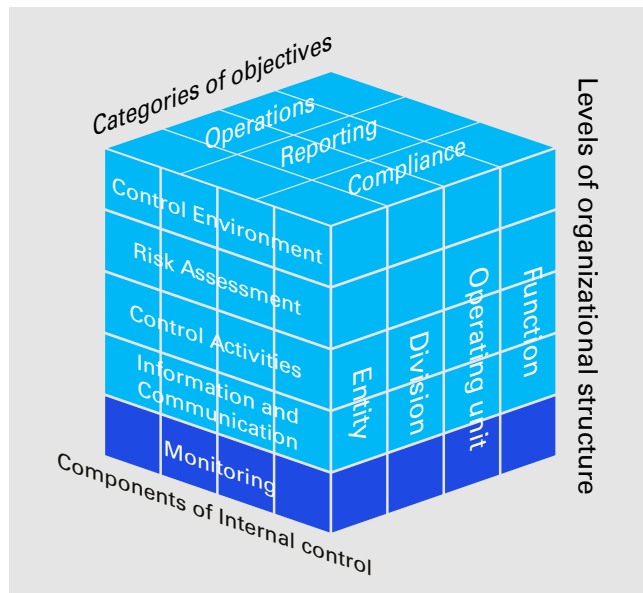 Categories of objectives
Operations
Reporting
Compliance
Control Environment
Risk Assessment
Control Activities
Information and
Communication
Monitoring
Components of Internal control
Entity
Division
Operating unit
Function
Levels of organizational structure